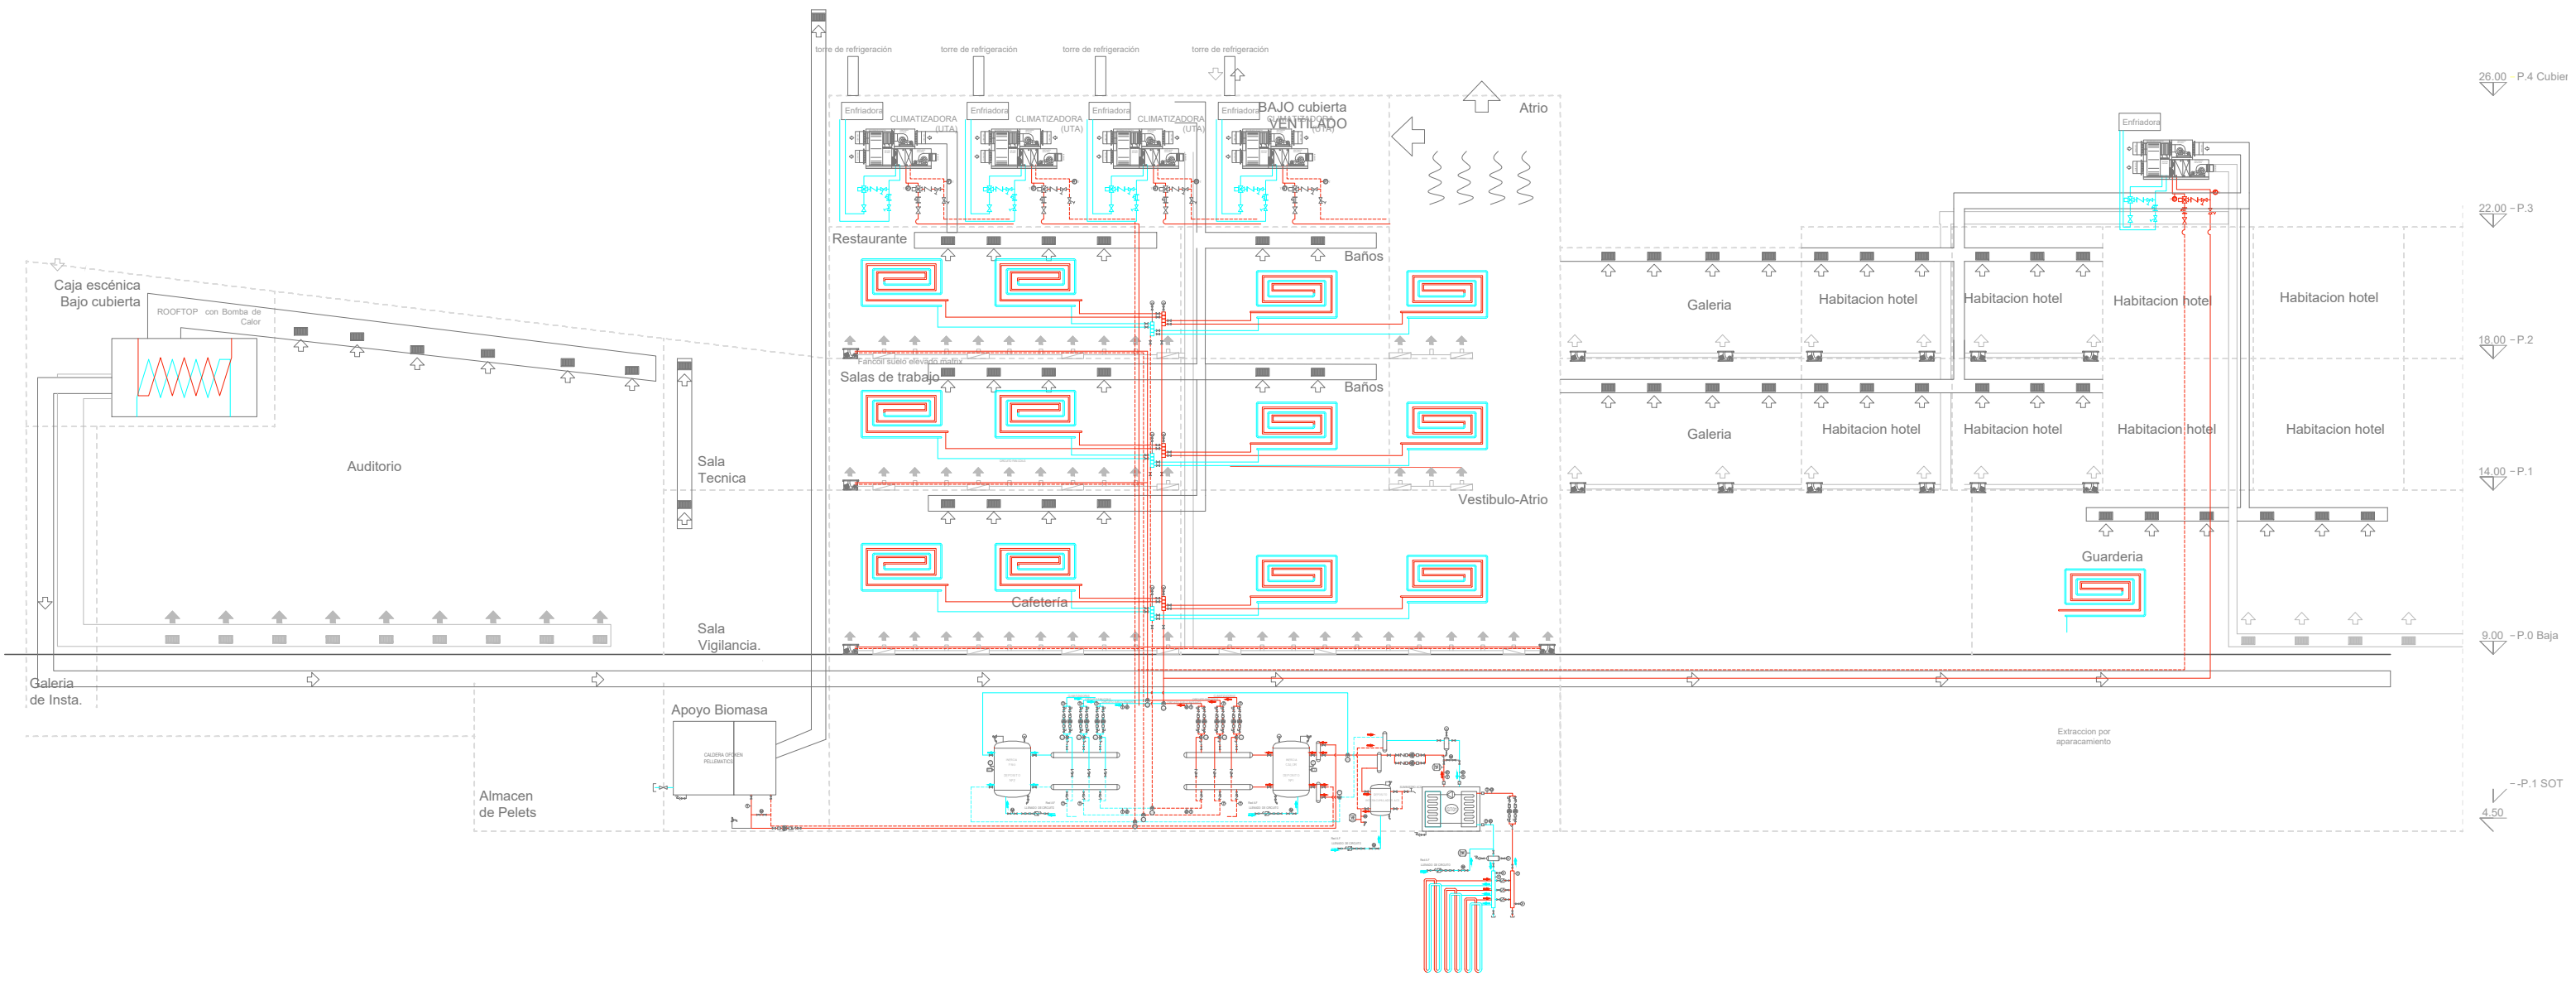 torre de refrigeración
torre de refrigeración
torre de refrigeración
torre de refrigeración
26.00
P.4 Cubier
Enfriadora
Enfriadora
Enfriadora
Enfriadora
BAJO cubierta
VENTILADO
Atrio
CLIMATIZADORA
(UTA)
CLIMATIZADORA
(UTA)
CLIMATIZADORA
(UTA)
CLIMATIZADORA
(UTA)
Enfriadora
22.00
P.3
Restaurante
Baños
Caja escénica
Bajo cubierta
ROOFTOP con Bomba de
Calor
Galeria
Habitacion hotel
Habitacion hotel
Habitacion hotel
Habitacion hotel
18.00
P.2
Fancoil suelo elevado matrix
Salas de trabajo
Baños
Galeria
Habitacion hotel
Habitacion hotel
Habitacion hotel
Habitacion hotel
Auditorio
Sala
Tecnica
14.00
P.1
Vestibulo-Atrio
Guarderia
Cafetería
Sala
Vigilancia.
9.00
P.0 Baja
Galeria
de Insta.
Apoyo Biomasa
Extraccion por
aparacamiento
-P.1 SOT
4.50
Almacen
de Pelets